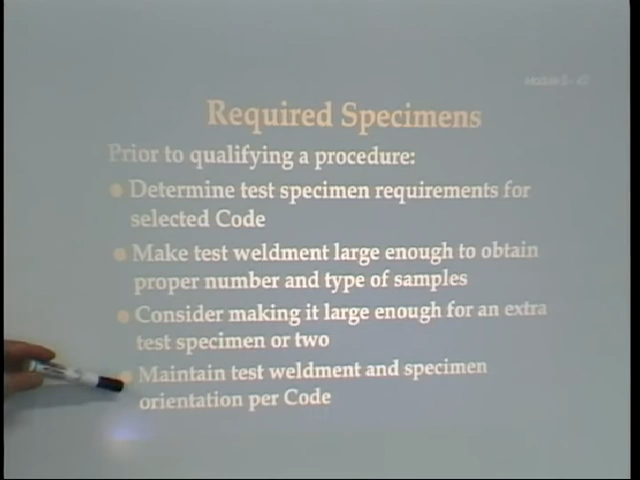 Required Specimens
Prior to qualifying a procedure:
Determine test specimen requirements for
selected Code
Make test weldment large enough to obtain
proper number and type of samples
Consider making it large enough for an extra
test specimen or two
Maintain test weldment and specimen
orientation per Code